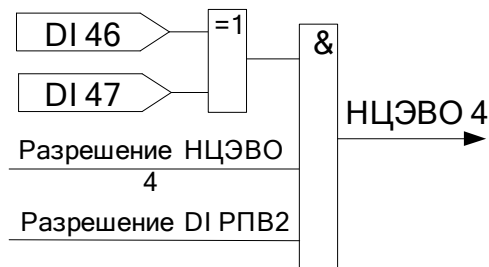 DI 46
=1
&
DI 47
НЦЭВО 4
Разрешение НЦЭВО
4
Разрешение DI РПВ2